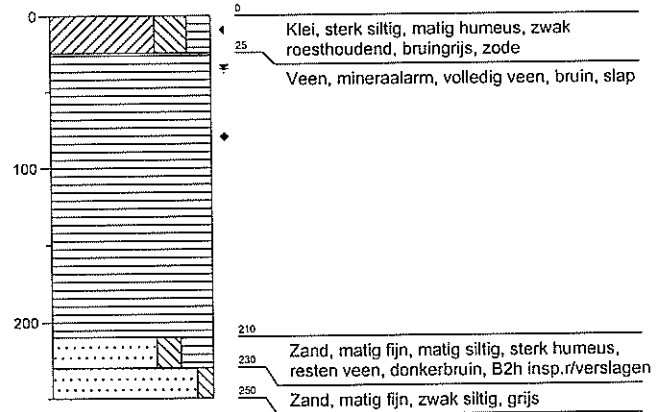 0
0
Klei, sterk siltig, matig humeus, zwak
roesthoudend, bruingrijs, zode
25
Veen, mineraalarm, volledig veen, bruin, slap
100
200
210
Zand, matig fijn, matig siltig, sterk humeus,
resten veen, donkerbruin, B2h insp.r/verslagen
230
250
Zand, matig fijn, zwak siltig, grijs